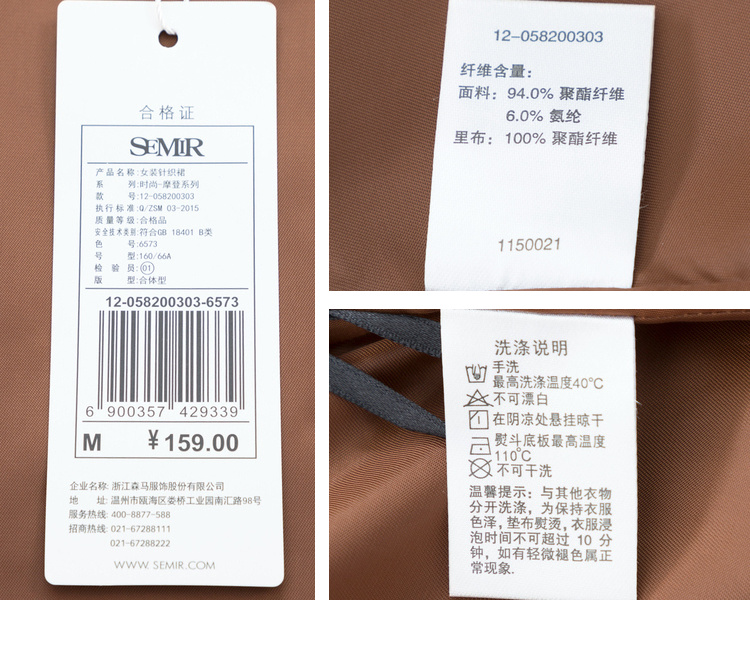 合格证
SEMIR
产品名称:女装针织裙
系 列:时尚-摩登系列
款 号:12-058200303
执行标准:Q/ZSM 03-2015
质量等级:合格品
安全技术类别:符合GB 18401 B类
色 号:6573
号 型:160/66A
检 验 员:01
版 型:合体型
12-058200303-6573
6 900357 429339
M ¥159.00
企业名称: 浙江森马服饰股份有限公司
地 址: 温州市瓯海区娄桥工业园南汇路98号
服务热线: 400-8877-588
招商热线: 021-67288111
021-67288222
WWW.SEMIR.COM
12-058200303
纤维含量:
面料: 94.0% 聚酯纤维
6.0% 氨纶
里布: 100% 聚酯纤维
1150021
洗涤说明
手洗
最高洗涤温度40℃
不可漂白
在阴凉处悬挂晾干
熨斗底板最高温度
110℃
不可干洗
温馨提示: 与其他衣物
分开洗涤, 为保持衣服
色泽, 垫布熨烫, 衣服浸
泡时间不可超过 10 分
钟, 如有轻微褪色属正
常现象.